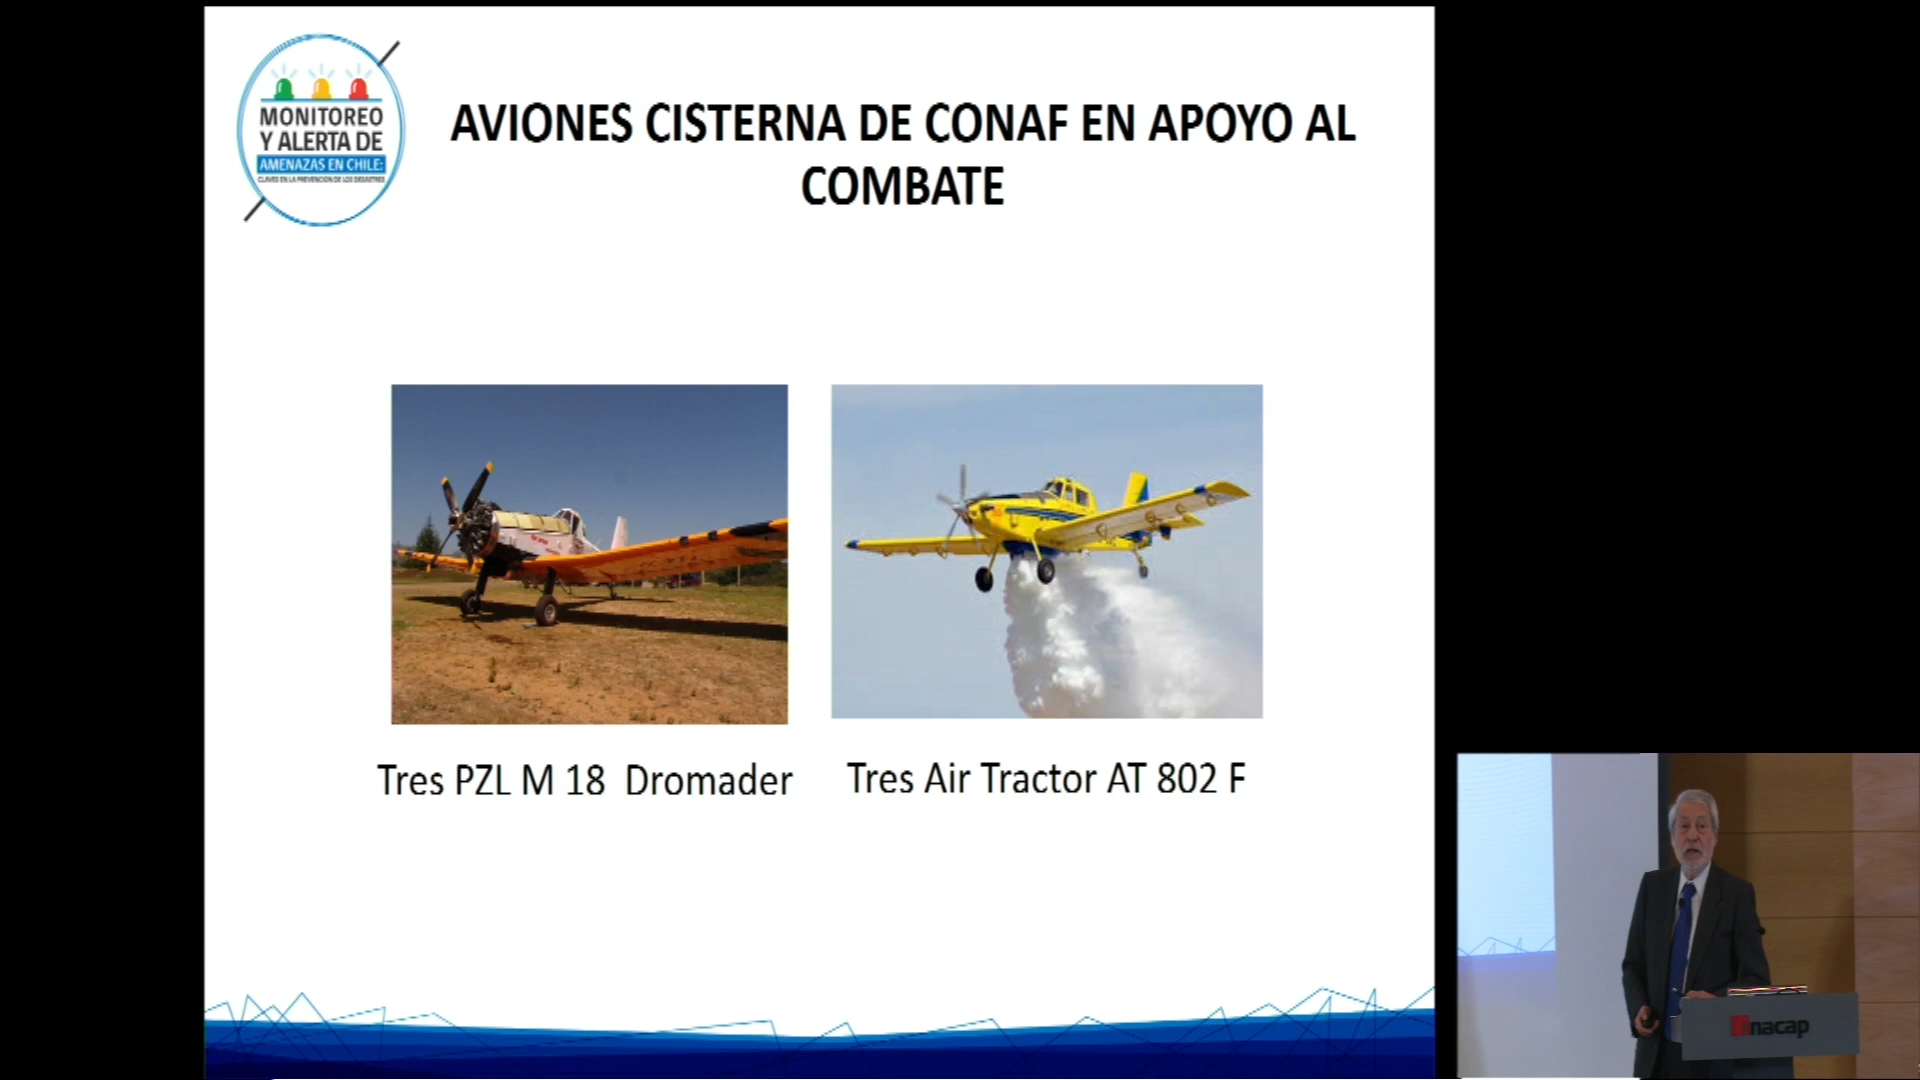 MONITOREO
Y ALERTA DE
AMENAZAS EN CHILE:
CLAVES EN LA PREVENCION DE LOS DESASTRES
AVIONES CISTERNA DE CONAF EN APOYO AL
COMBATE
Tres PZL M 18 Dromader
Tres Air Tractor AT 802 F
inacap